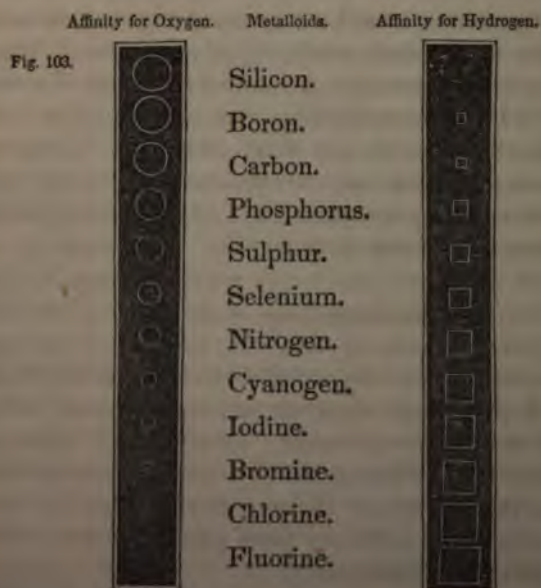 Affinity for Oxygen. Metalloids. Affinity for Hydrogen.
Fig. 103.
Silicon.
Boron.
Carbon.
Phosphorus.
Sulphur.
Selenium.
Nitrogen.
Cyanogen.
Iodine.
Bromine.
Chlorine.
Fluorine.